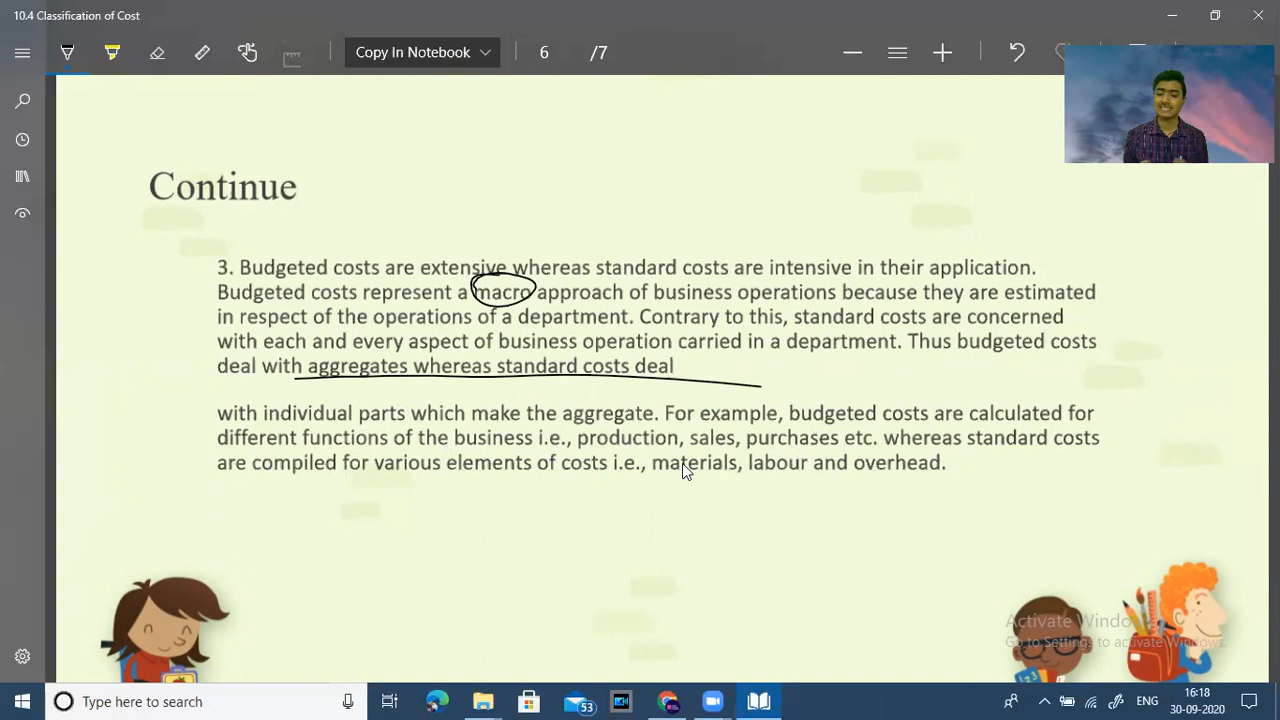 10.4 Classification of Cost
Copy In Notebook
6 /7
Continue
3. Budgeted costs are extensive whereas standard costs are intensive in their application.
Budgeted costs represent a macro approach of business operations because they are estimated
in respect of the operations of a department. Contrary to this, standard costs are concerned
with each and every aspect of business operation carried in a department. Thus budgeted costs
deal with aggregates whereas standard costs deal
with individual parts which make the aggregate. For example, budgeted costs are calculated for
different functions of the business i.e., production, sales, purchases etc. whereas standard costs
are compiled for various elements of costs i.e., materials, labour and overhead.
Activate Windows
Go to Settings to activate Windows.
Type here to search
53
ENG
16:18
30-09-2020